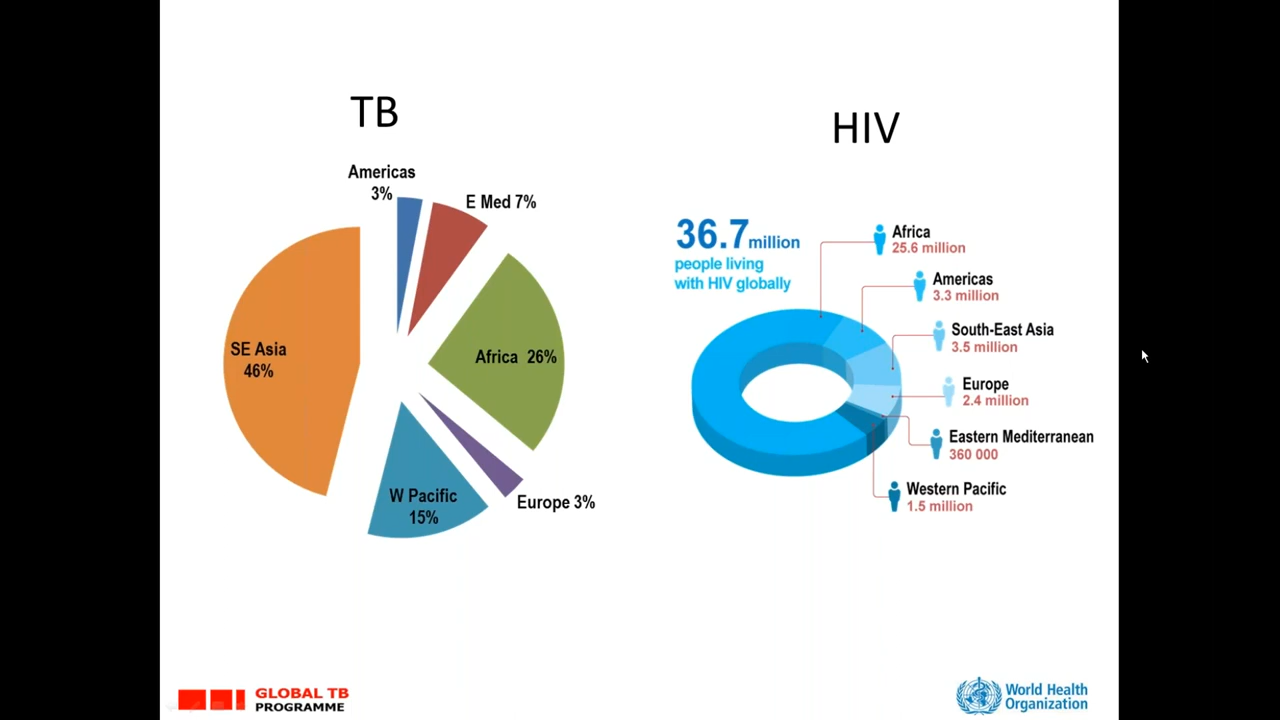 TB
Americas
3%
E Med 7%
SE Asia
46%
Africa 26%
W Pacific
15%
Europe 3%
HIV
36.7 million
people living
with HIV globally
Africa
25.6 million
Americas
3.3 million
South-East Asia
3.5 million
Europe
2.4 million
Eastern Mediterranean
360 000
Western Pacific
1.5 million
GLOBAL TB
PROGRAMME
World Health
Organization